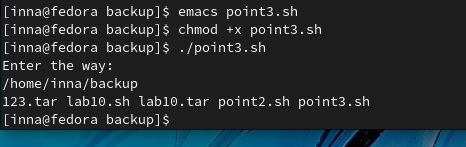 [inna@fedora backup]$ emacs point3.sh
[inna@fedora backup]$ chmod +x point3.sh
[inna@fedora backup]$ ./point3.sh
Enter the way:
/home/inna/backup
123.tar lab10.sh lab10.tar point2.sh point3.sh
[inna@fedora backup]$